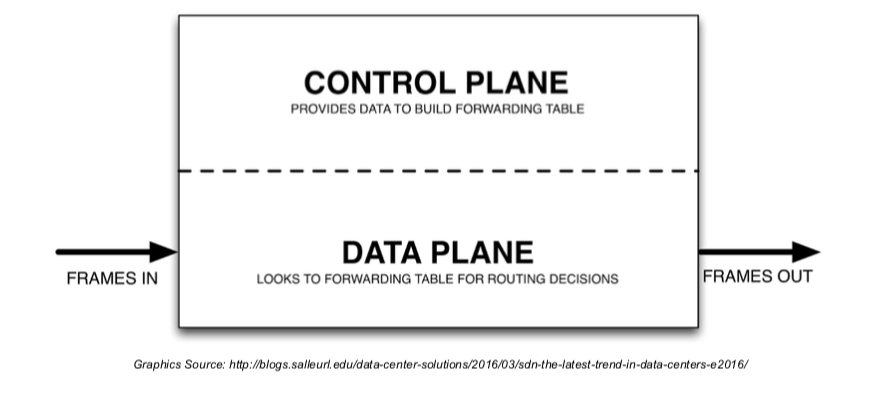 CONTROL PLANE
PROVIDES DATA TO BUILD FORWARDING TABLE
DATA PLANE
LOOKS TO FORWARDING TABLE FOR ROUTING DECISIONS
FRAMES IN
FRAMES OUT
Graphics Source: http://blogs.salleurl.edu/data-center-solutions/2016/03/sdn-the-latest-trend-in-data-centers-e2016/